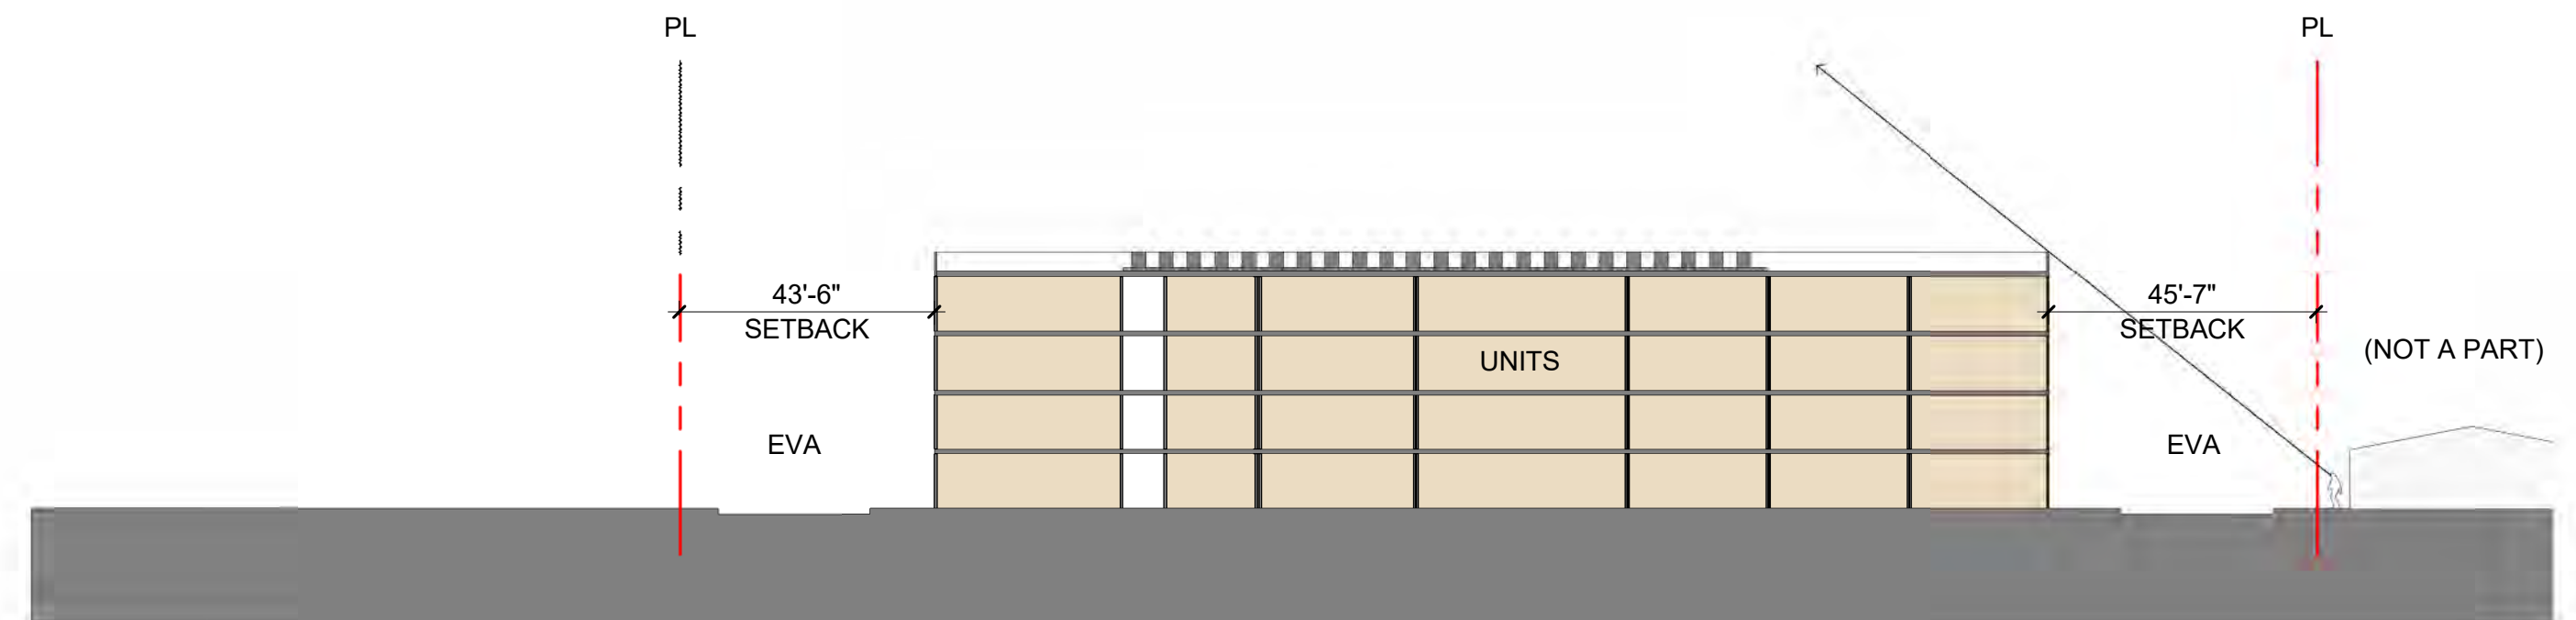 PL
PL
43'-6"
SETBACK
45'-7"
SETBACK
(NOT A PART)
UNITS
EVA
EVA